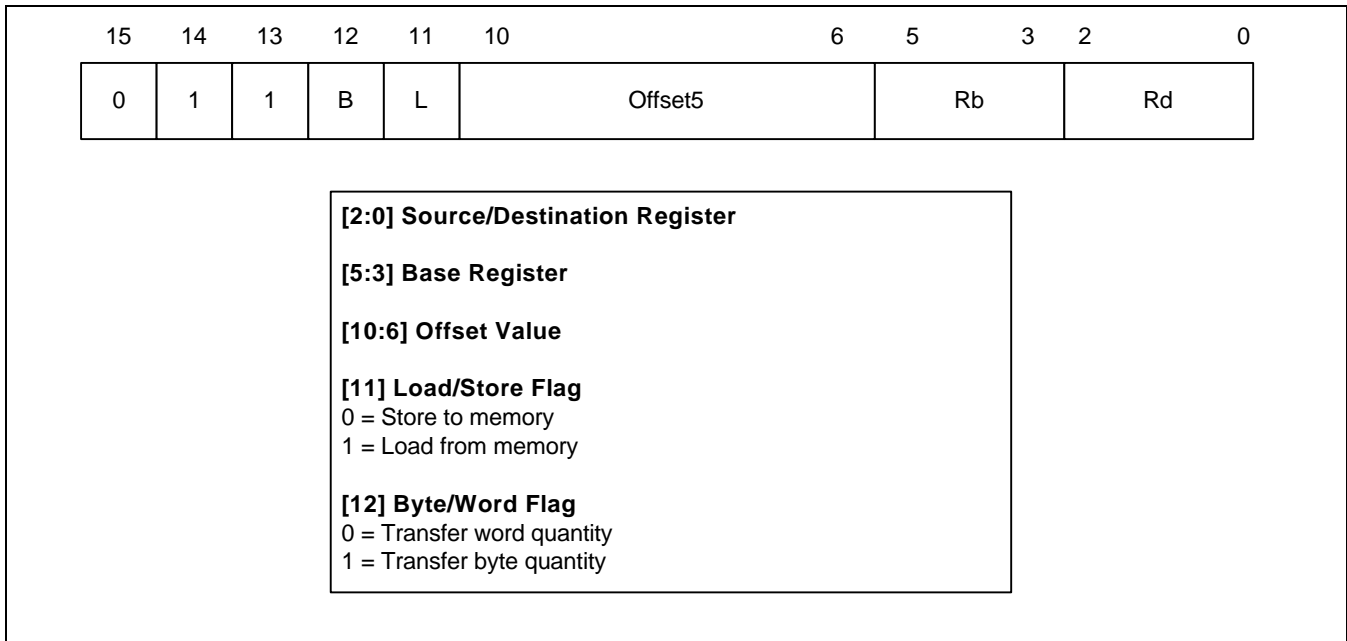 15 14 13 12 11 10 6 5 3 2 0
0 1 1 B L Offset5 Rb Rd
[2:0] Source/Destination Register
[5:3] Base Register
[10:6] Offset Value
[11] Load/Store Flag
0 = Store to memory
1 = Load from memory
[12] Byte/Word Flag
0 = Transfer word quantity
1 = Transfer byte quantity